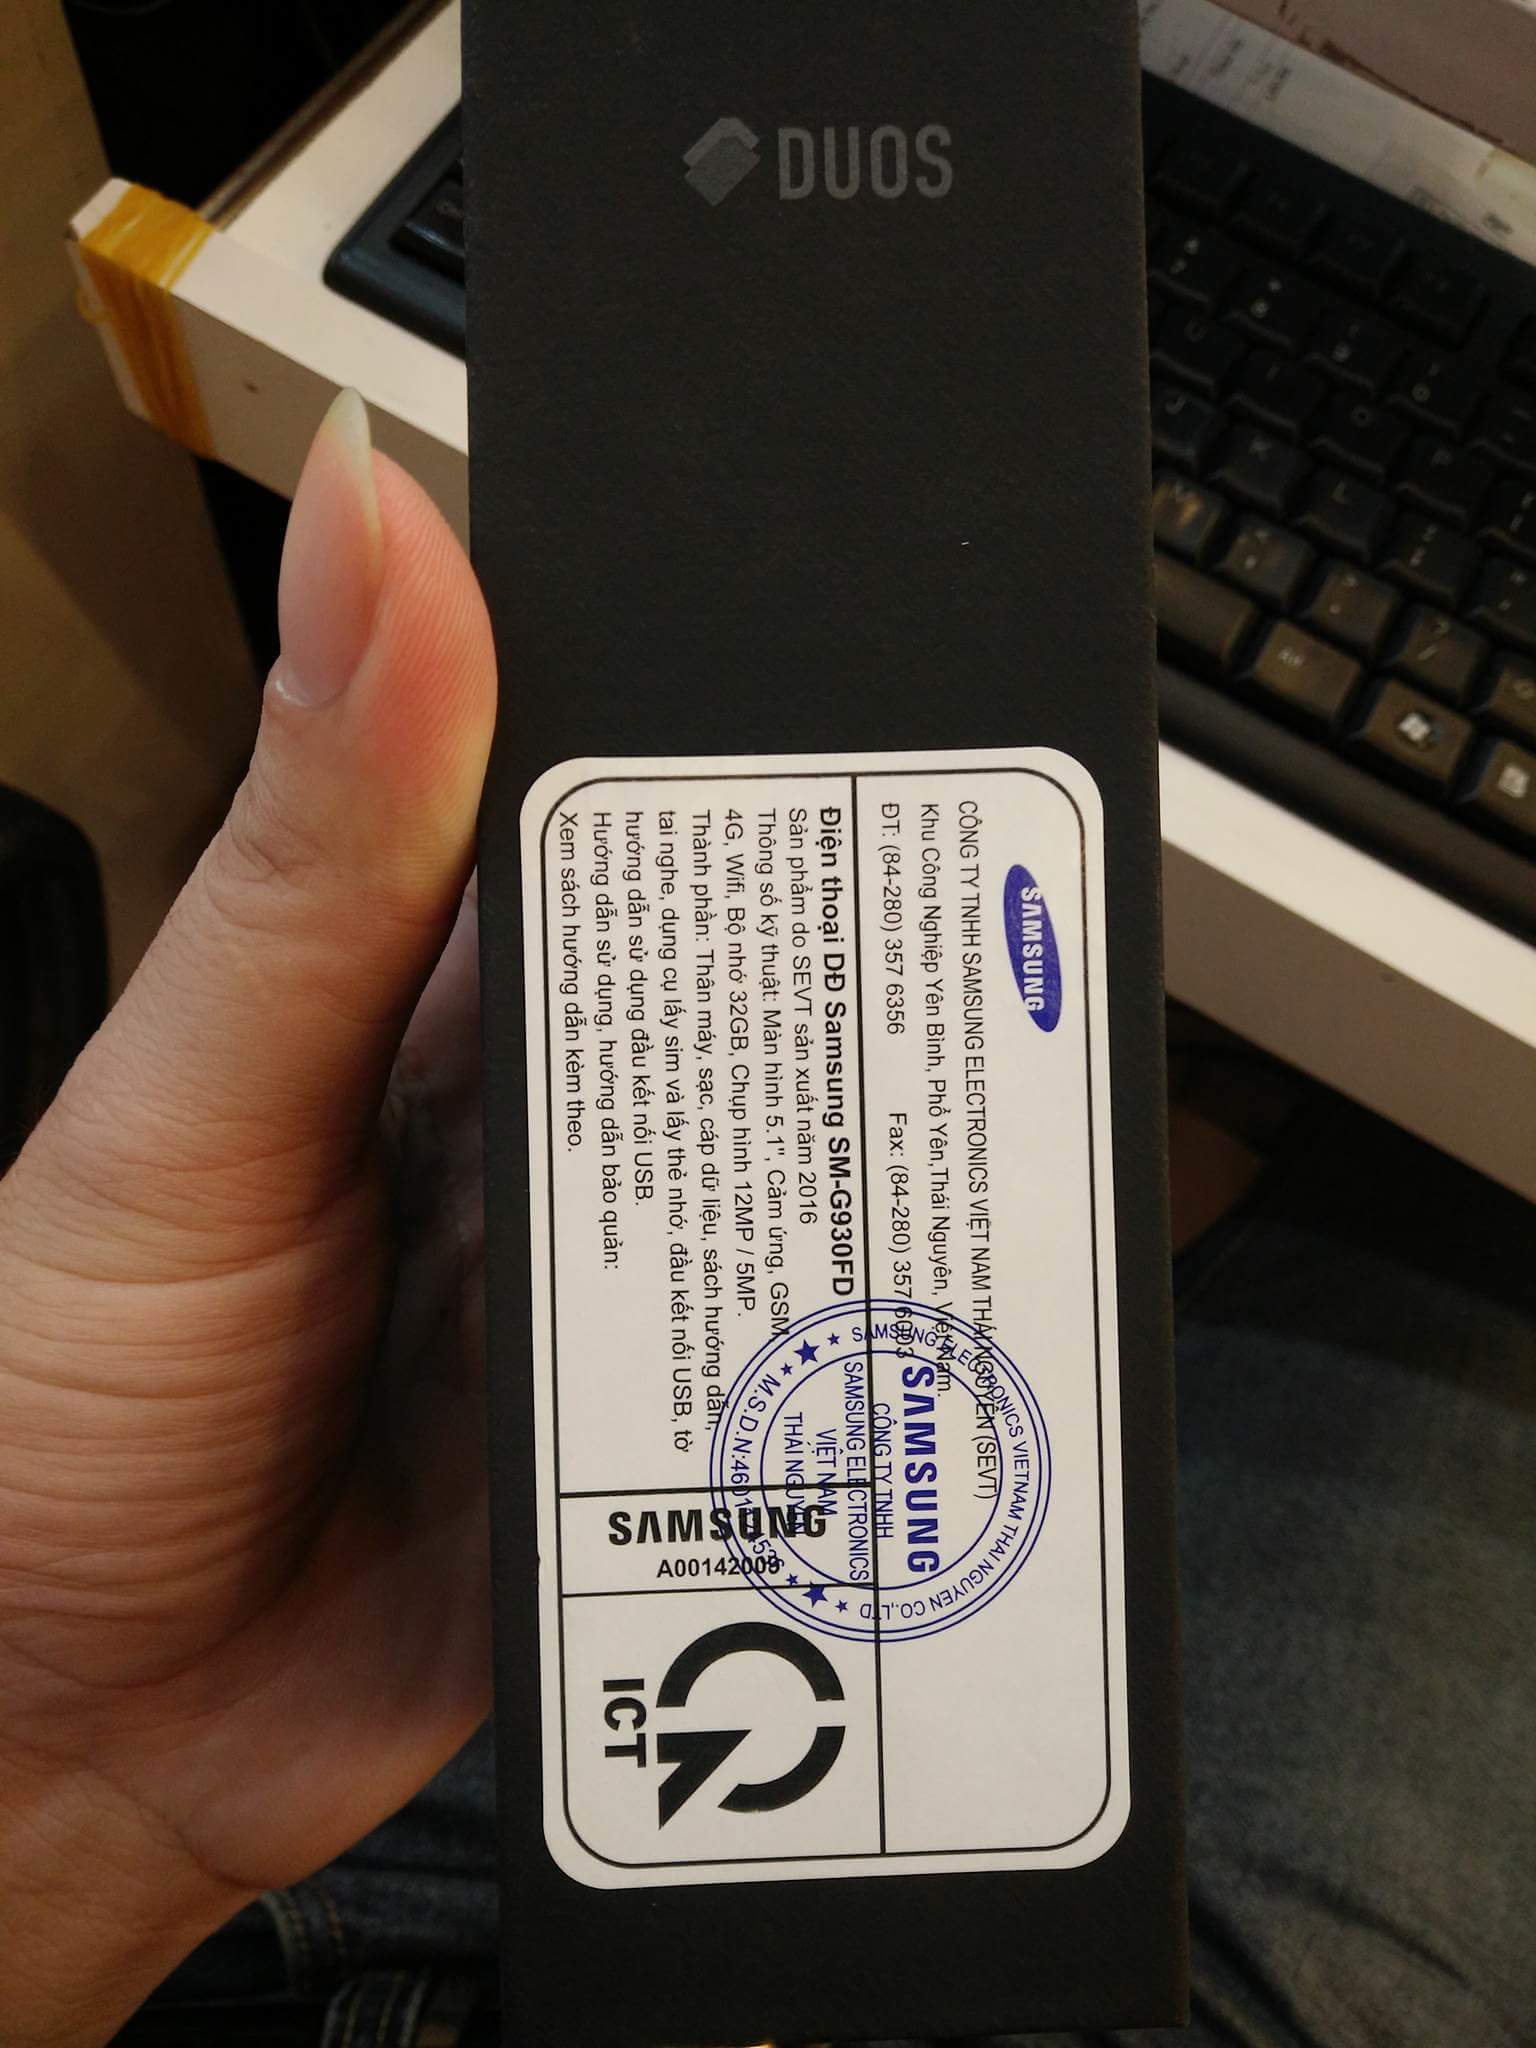 DUOS
SAMSUNG
CÔNG TY TNHH SAMSUNG ELECTRONICS VIỆT NAM THÁI NGUYÊN (SEVT)
Khu Công Nghiệp Yên Bình, Phổ Yên,Thái Nguyên, Việt Nam.
ĐT: (84-280) 357 6356 Fax: (84-280) 357 6003
Điện thoại DĐ Samsung SM-G930FD
Sản phẩm do SEVT sản xuất năm 2016
Thông số kỹ thuật: Màn hình 5.1", Cảm ứng, GSM,
4G, Wifi, Bộ nhớ 32GB, Chụp hình 12MP / 5MP.
Thành phần: Thân máy, sạc, cáp dữ liệu, sách hướng dẫn,
tai nghe, dụng cụ lấy sim và lấy thẻ nhớ, đầu kết nối USB, tờ
hướng dẫn sử dụng đầu kết nối USB.
Hướng dẫn sử dụng, hướng dẫn bảo quản:
Xem sách hướng dẫn kèm theo.
SAMSUNG ELECTRONICS VIETNAM THAI NGUYEN CO.,LTD
SAMSUNG
CÔNG TY TNHH
SAMSUNG ELECTRONICS
VIỆT NAM
THÁI NGUYÊN
M.S.D.N:
SAMSUNG
A00142009
ICT